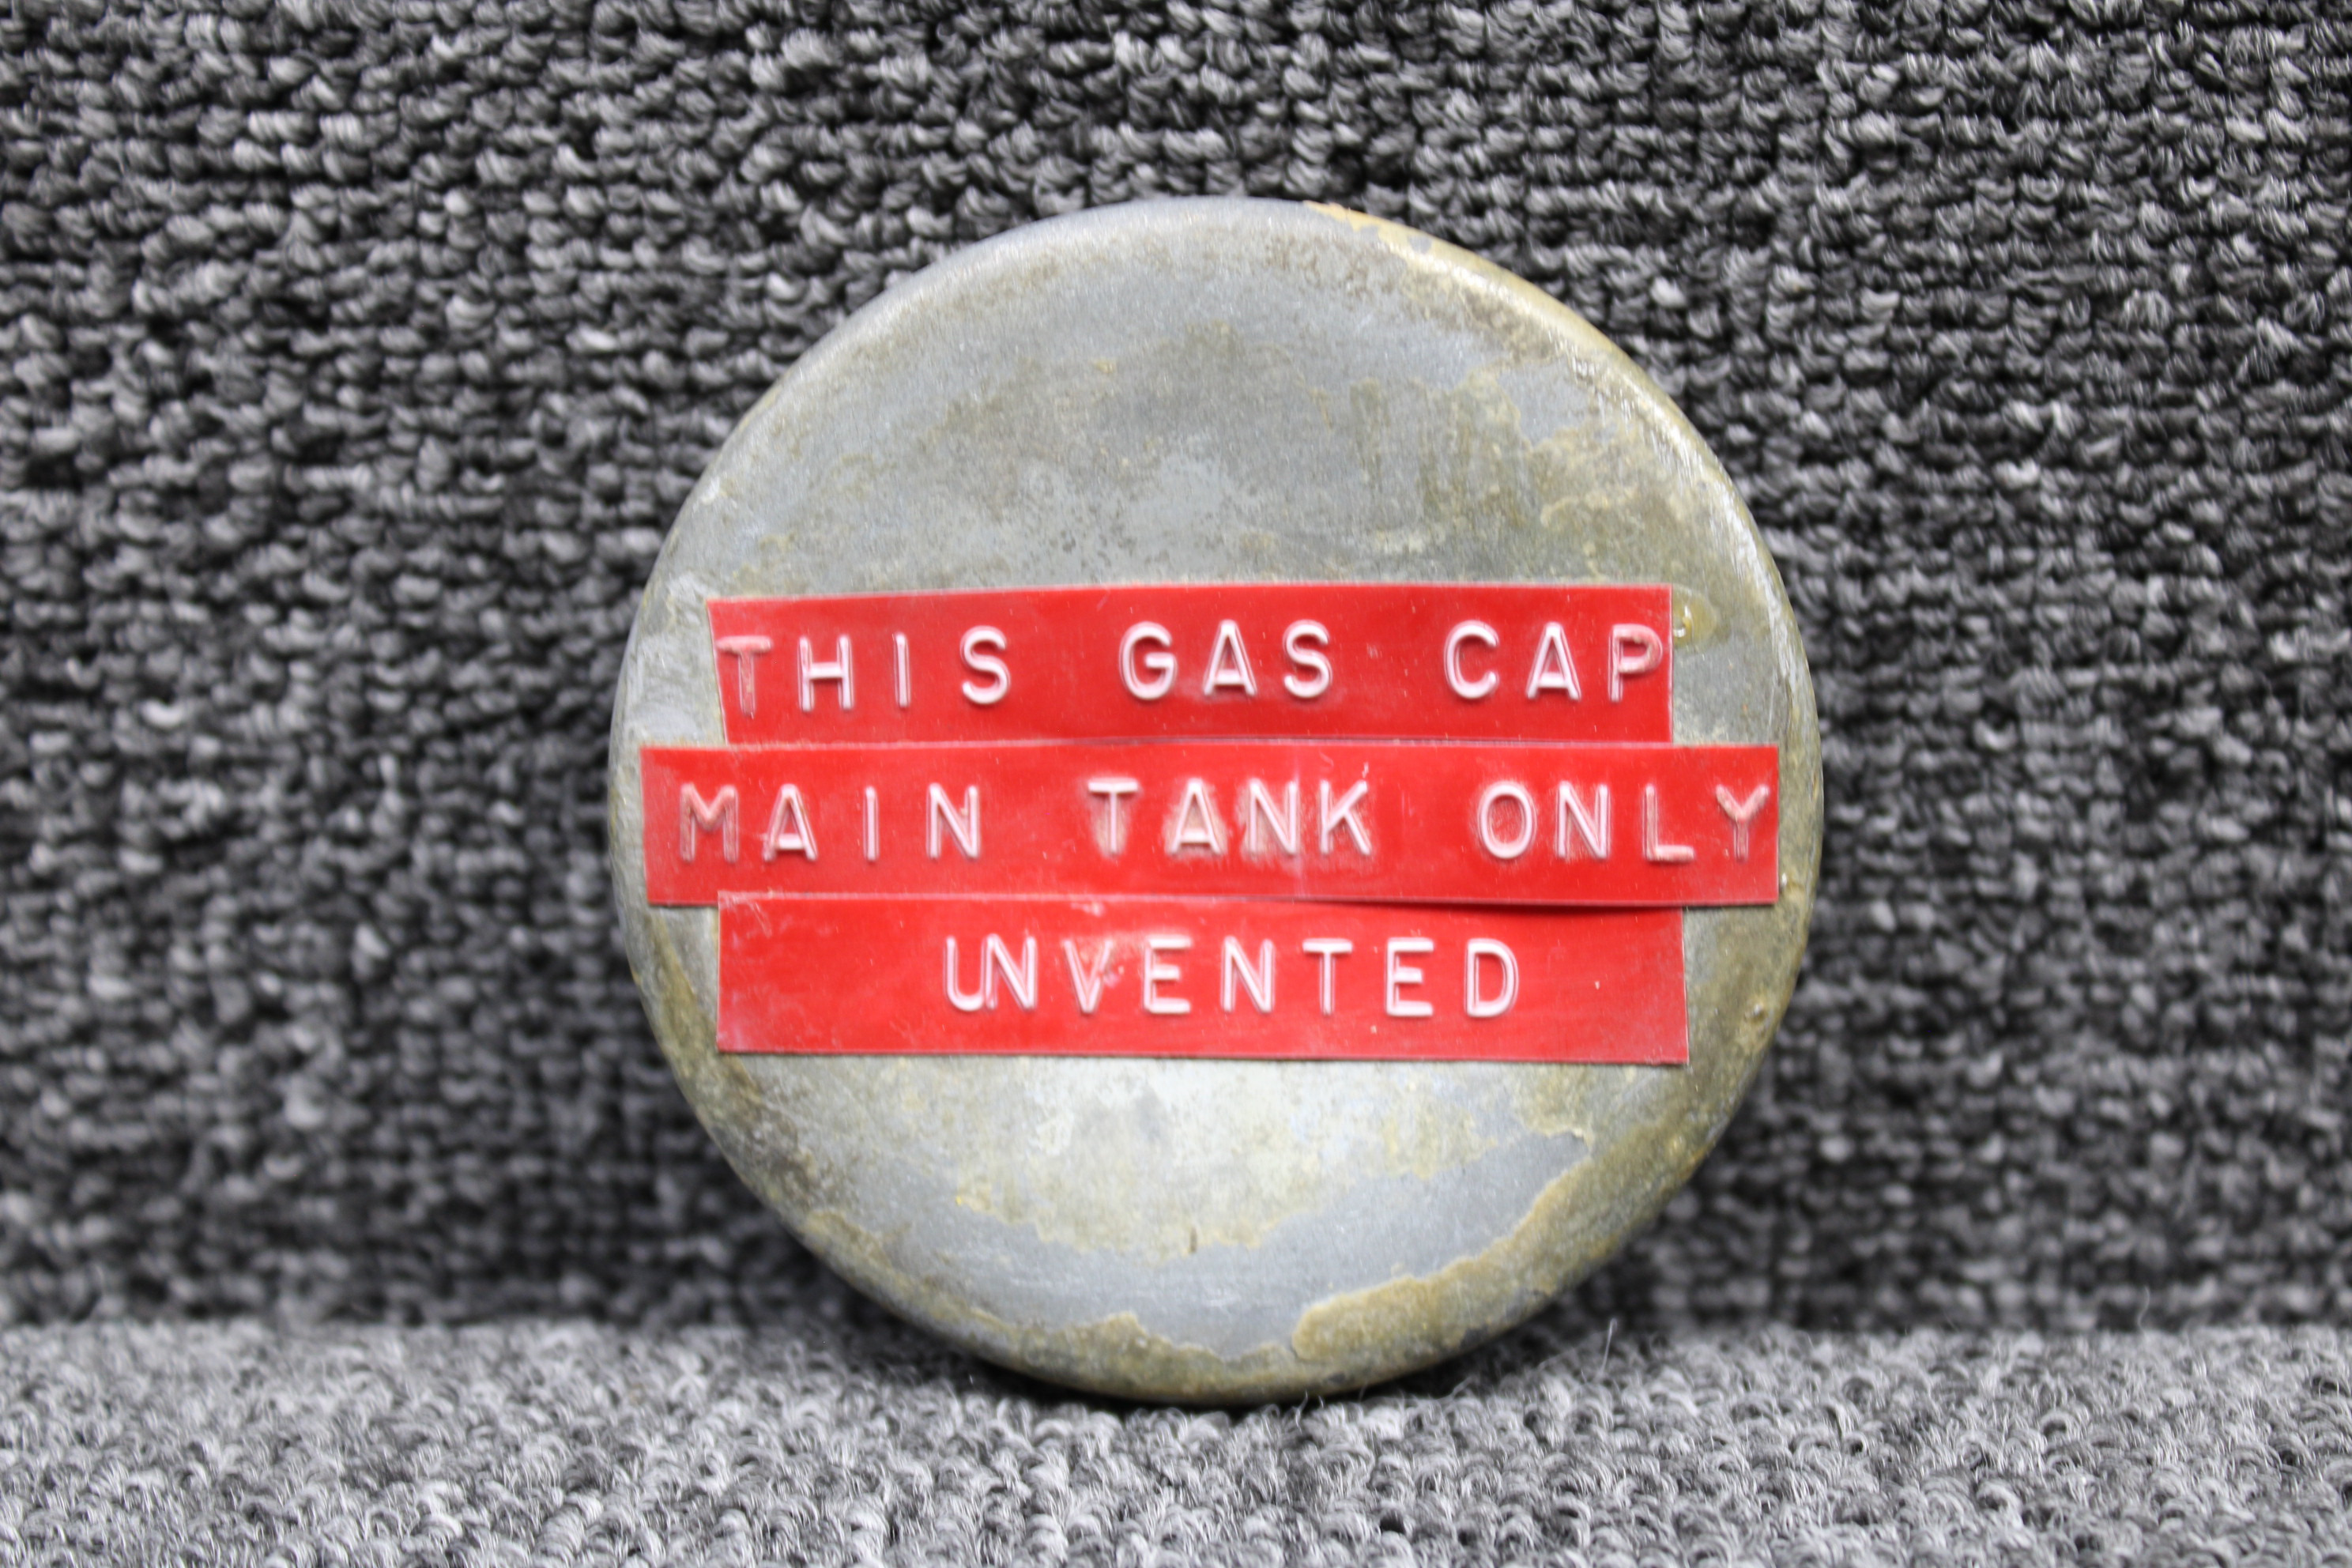 THIS GAS CAP
MAIN TANK ONLY
UNVENTED